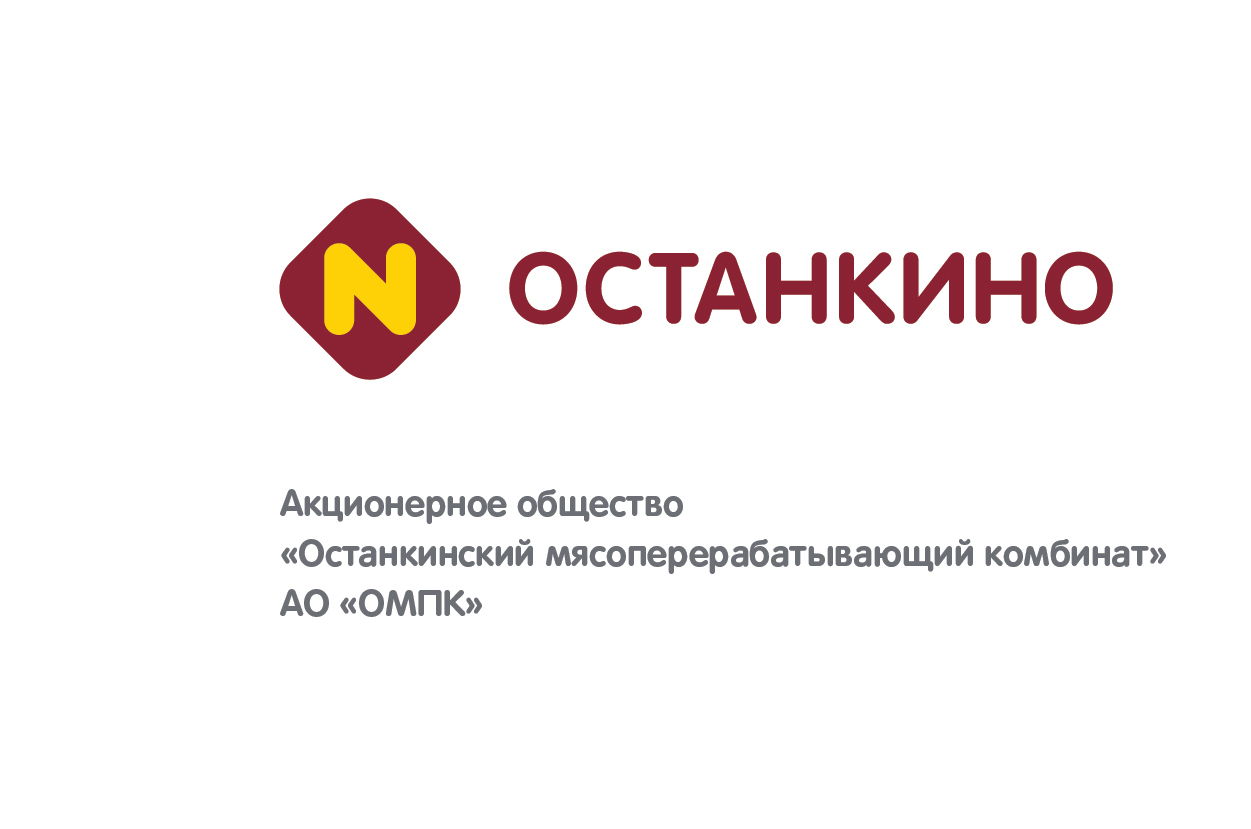 N ОСТАНКИНО
Акционерное общество
«Останкинский мясоперерабатывающий комбинат»
АО «ОМПК»